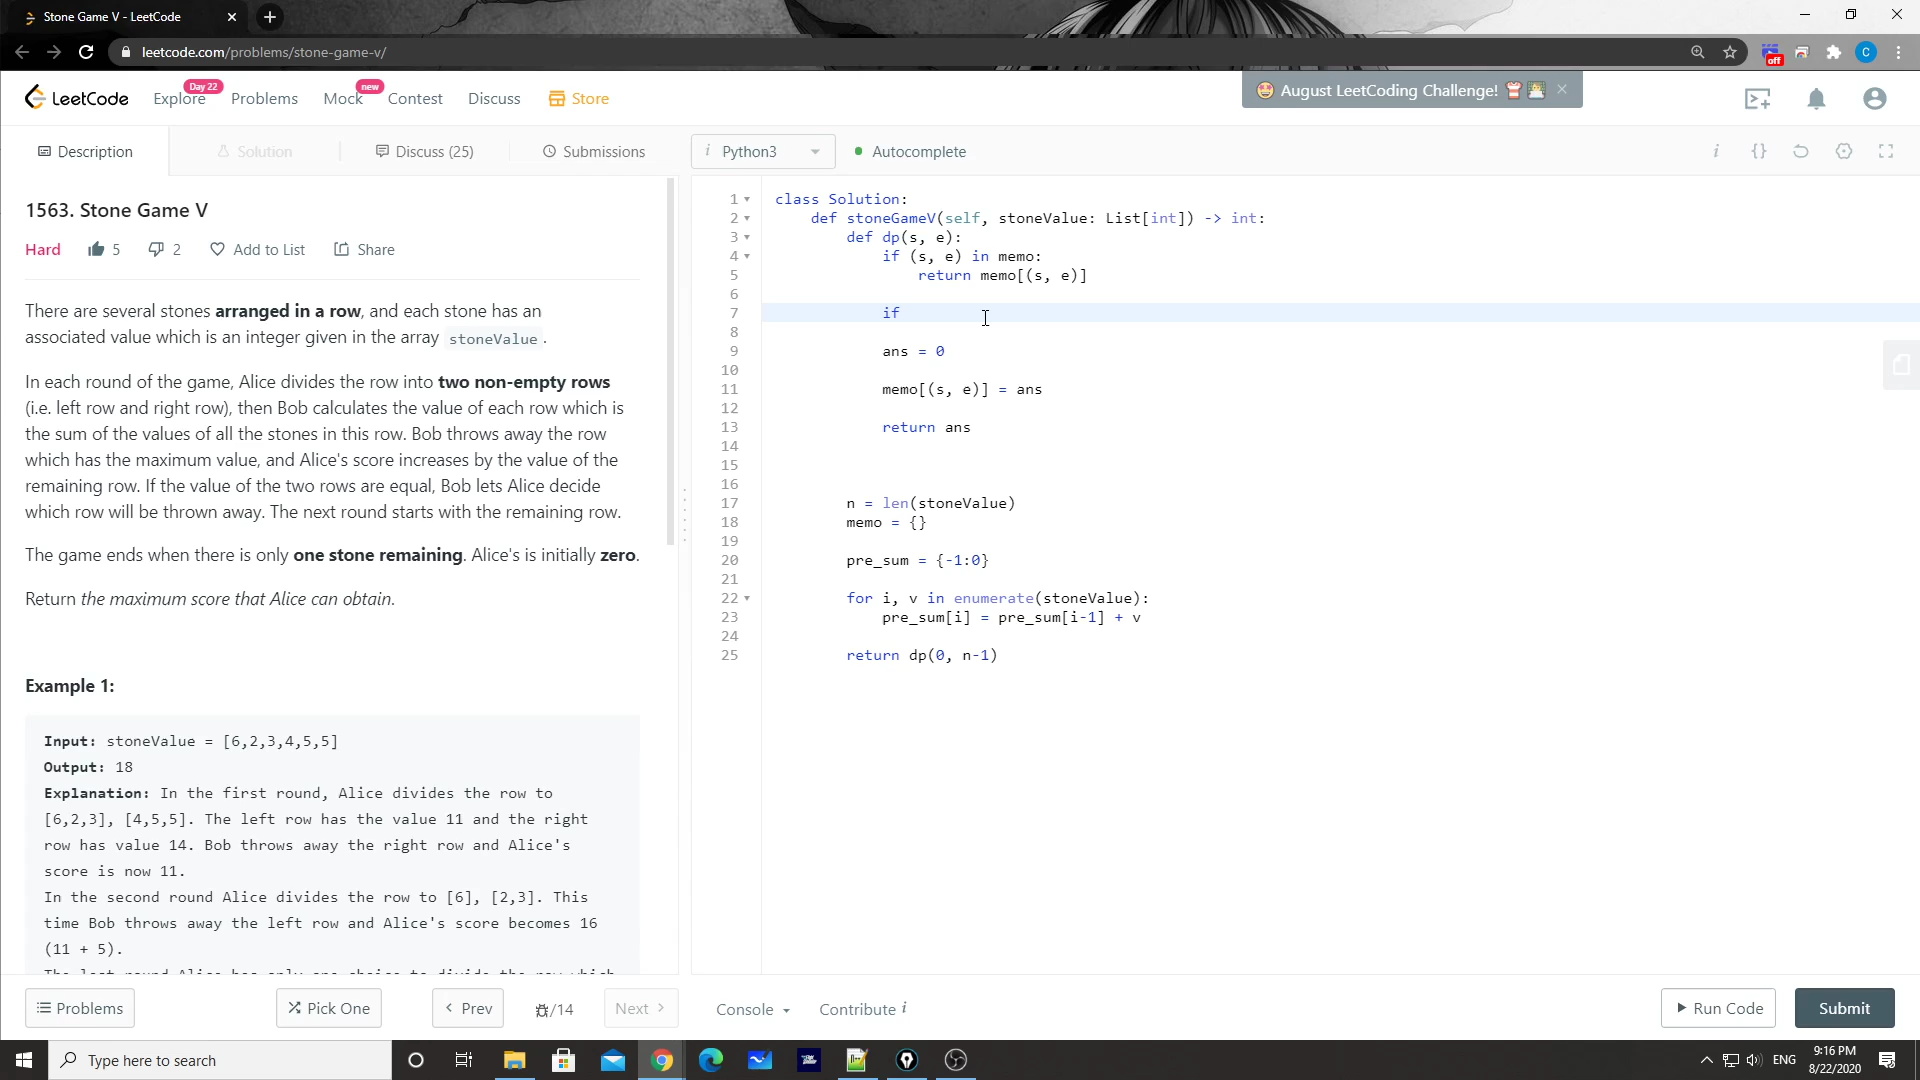 Stone Game V - LeetCode
leetcode.com/problems/stone-game-v/
off
C
LeetCode
Explore
Day 22
Problems
Mock
new
Contest
Discuss
Store
August LeetCoding Challenge!
Description
Solution
Discuss (25)
Submissions
i Python3
Autocomplete
1563. Stone Game V
Hard 5 2 Add to List Share
There are several stones arranged in a row, and each stone has an
associated value which is an integer given in the array stoneValue.
In each round of the game, Alice divides the row into two non-empty rows
(i.e. left row and right row), then Bob calculates the value of each row which is
the sum of the values of all the stones in this row. Bob throws away the row
which has the maximum value, and Alice's score increases by the value of the
remaining row. If the value of the two rows are equal, Bob lets Alice decide
which row will be thrown away. The next round starts with the remaining row.
The game ends when there is only one stone remaining. Alice's is initially zero.
Return the maximum score that Alice can obtain.
Example 1:
Input: stoneValue = [6,2,3,4,5,5]
Output: 18
Explanation: In the first round, Alice divides the row to
[6,2,3], [4,5,5]. The left row has the value 11 and the right
row has value 14. Bob throws away the right row and Alice's
score is now 11.
In the second round Alice divides the row to [6], [2,3]. This
time Bob throws away the left row and Alice's score becomes 16
(11 + 5).
The last round Alice has only one choice to divide the row which
1 class Solution:
2 def stoneGameV(self, stoneValue: List[int]) -> int:
3 def dp(s, e):
4 if (s, e) in memo:
5 return memo[(s, e)]
6
7 if
8
9 ans = 0
10
11 memo[(s, e)] = ans
12
13 return ans
14
15
16
17 n = len(stoneValue)
18 memo = {}
19
20 pre_sum = {-1:0}
21
22 for i, v in enumerate(stoneValue):
23 pre_sum[i] = pre_sum[i-1] + v
24
25 return dp(0, n-1)
Problems
Pick One
Prev
/14
Next
Console
Contribute i
Run Code
Submit
Type here to search
ENG
9:16 PM
8/22/2020